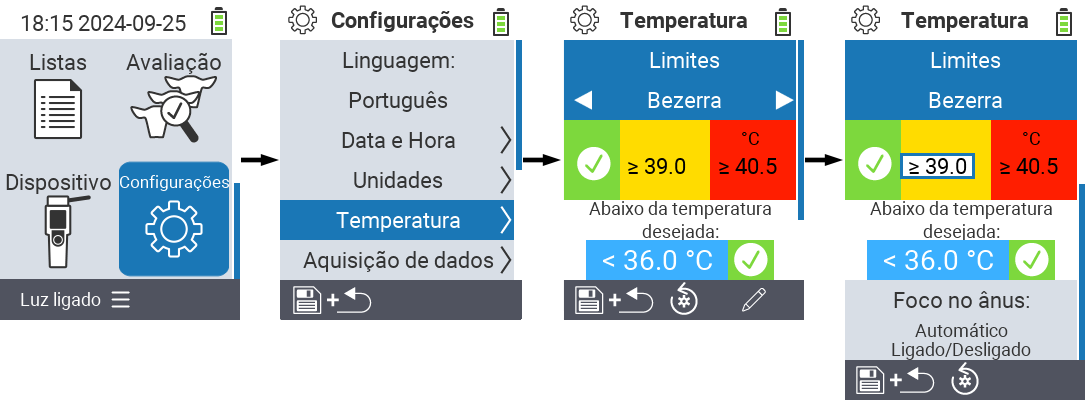 18:15 2024-09-25
Listas
Avaliação
Dispositivo
Configurações
Luz ligado
Configurações
Linguagem:
Português
Data e Hora
Unidades
Temperatura
Aquisição de dados
+
Temperatura
Limites
Bezerra
°C
≥ 39.0 ≥ 40.5
Abaixo da temperatura
desejada:
< 36.0 °C
+
Temperatura
Limites
Bezerra
°C
≥ 39.0 ≥ 40.5
Abaixo da temperatura
desejada:
< 36.0 °C
Foco no ânus:
Automático
Ligado/Desligado
+